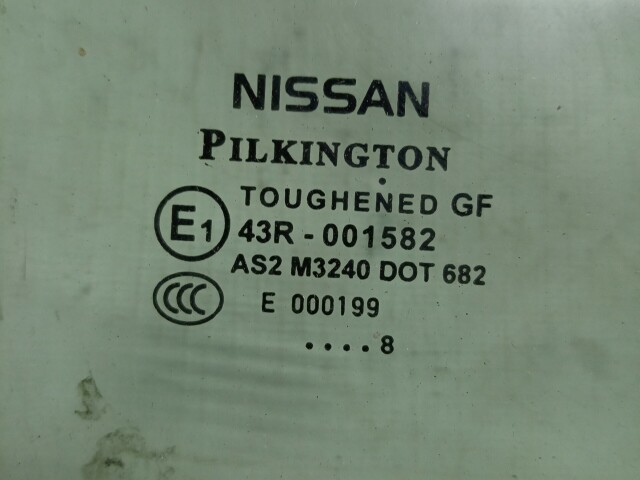 NISSAN
PILKINGTON
TOUGHENED GF
E1 43R - 001582
AS2 M3240 DOT 682
CCC E 000199
....8